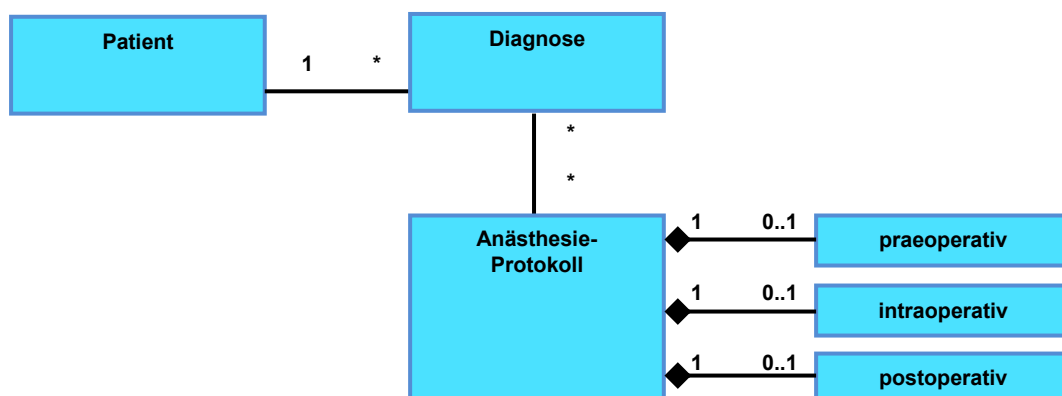 Patient
Diagnose
1 *
*
*
Anästhesie-
Protokoll
1 0..1
praeoperativ
1 0..1
intraoperativ
1 0..1
postoperativ